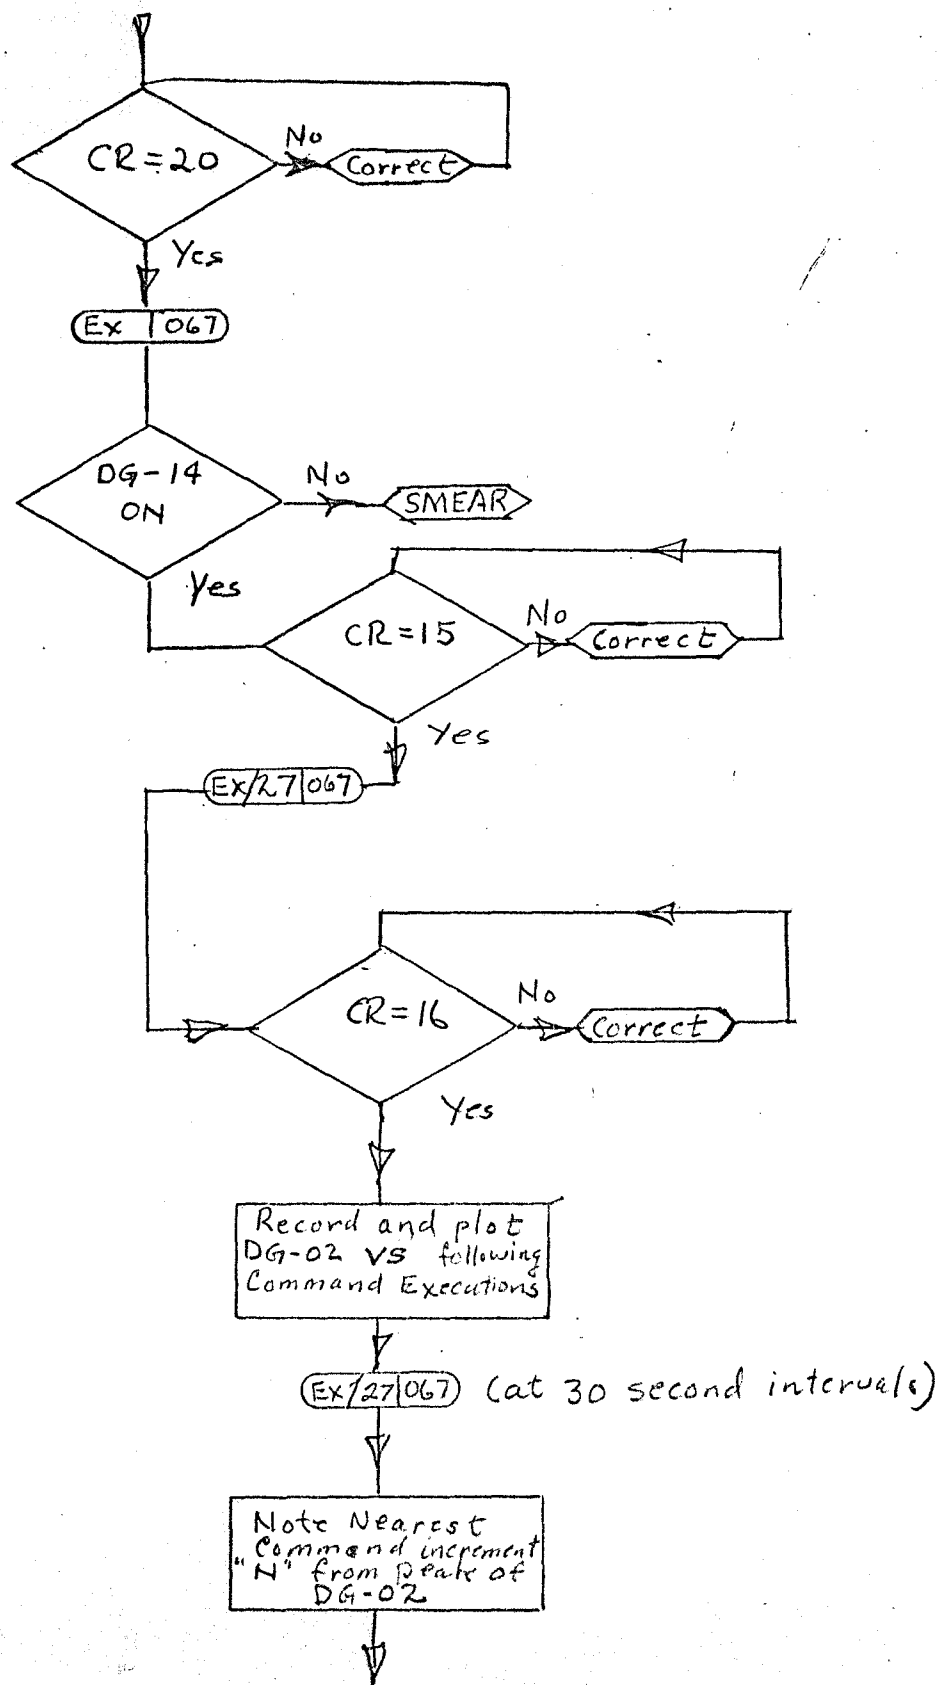 CR=20
No
Correct
Yes
Ex 067
DG-14
ON
No
SMEAR
Yes
CR=15
No
Correct
Yes
Ex/27 067
CR=16
No
Correct
Yes
Record and plot
DG-02 VS following
Command Executions
Ex/27 067 (at 30 second intervals)
Note Nearest
Command increment
"N" from peak of
DG-02